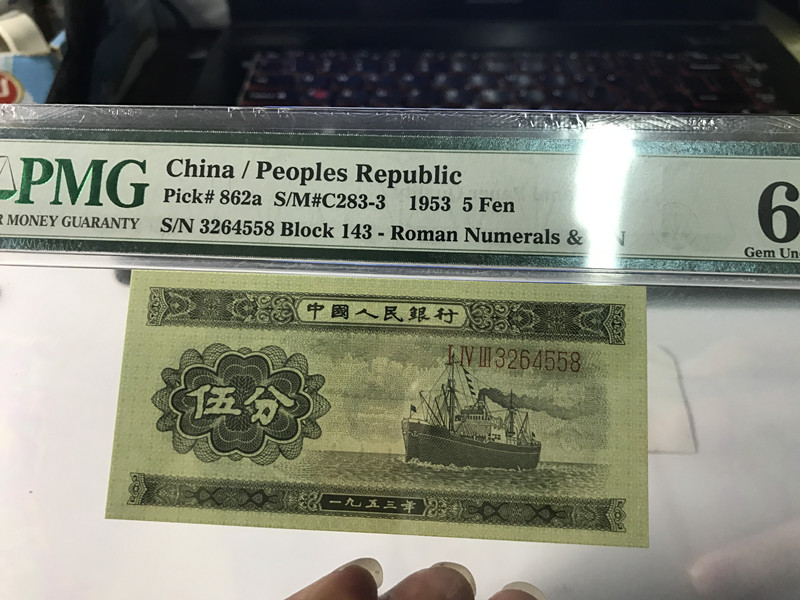 PMG
MONEY GUARANTY
China / Peoples Republic
Pick# 862a S/M#C283-3 1953 5 Fen
S/N 3264558 Block 143 - Roman Numerals &
6
Gem Unc
中國人民銀行
I IV III 3264558
伍分
一九五三年